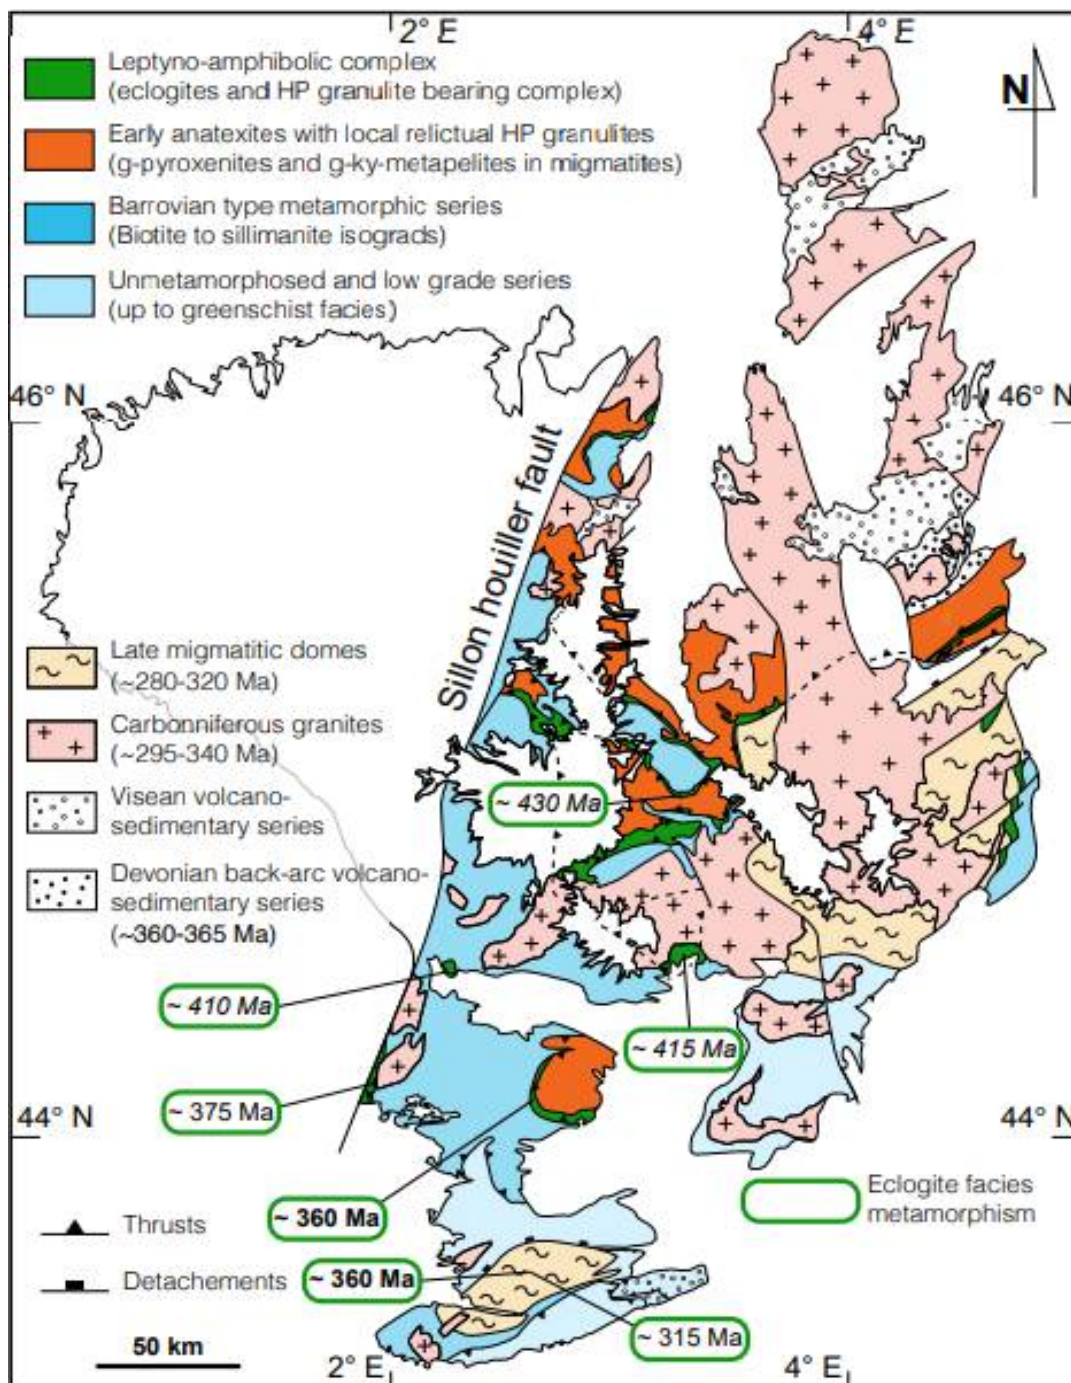 2° E
4° E
Leptyno-amphibolic complex
(eclogites and HP granulite bearing complex)
N
Early anatexites with local relictual HP granulites
(g-pyroxenites and g-ky-metapelites in migmatites)
Barrovian type metamorphic series
(Biotite to sillimanite isograds)
Unmetamorphosed and low grade series
(up to greenschist facies)
46° N
46° N
Sillon houiller fault
Late migmatitic domes
(~280-320 Ma)
Carbonniferous granites
(~295-340 Ma)
Visean volcano-
sedimentary series
Devonian back-arc volcano-
sedimentary series
(~360-365 Ma)
~ 430 Ma
~ 410 Ma
~ 415 Ma
~ 375 Ma
44° N
44° N
Eclogite facies
metamorphism
~ 360 Ma
Thrusts
~ 360 Ma
Detachements
~ 315 Ma
50 km
2° E
4° E